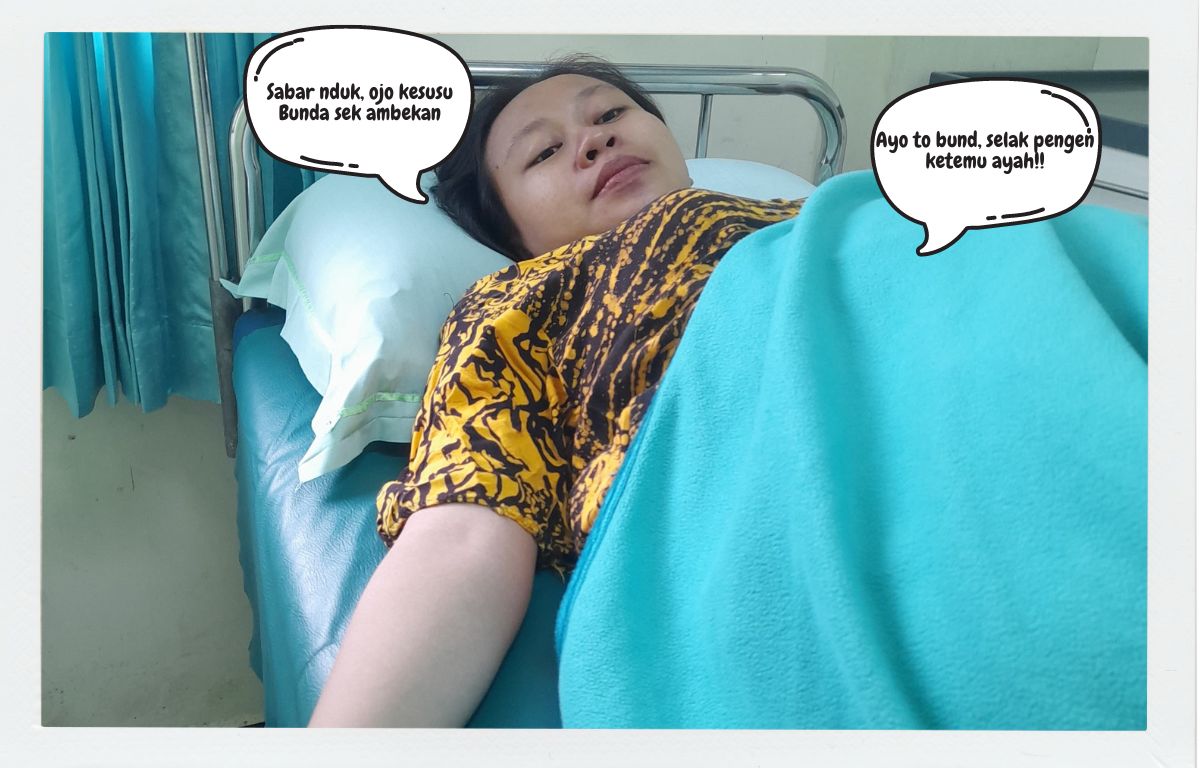 Sabar nduk, ojo kesusu
Bunda sek ambekan
Ayo to bund, selak pengen
ketemu ayah!!